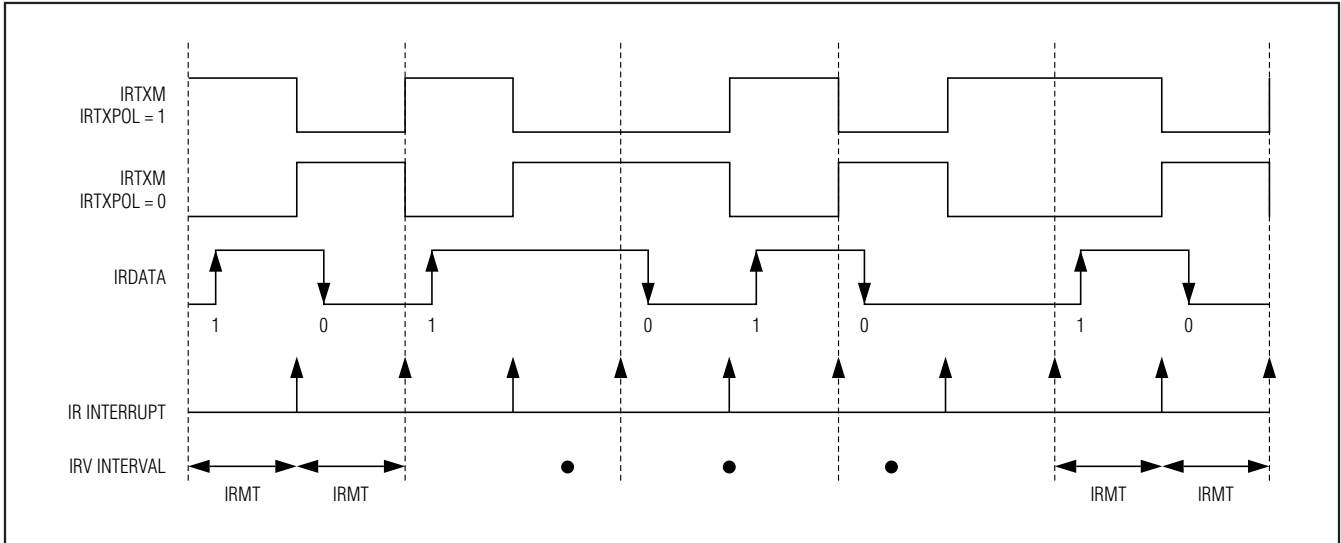 IRTXM
IRTXPOL = 1
IRTXM
IRTXPOL = 0
IRDATA
1 0 1 0 1 0 1 0
IR INTERRUPT
IRV INTERVAL
IRMT IRMT IRMT IRMT